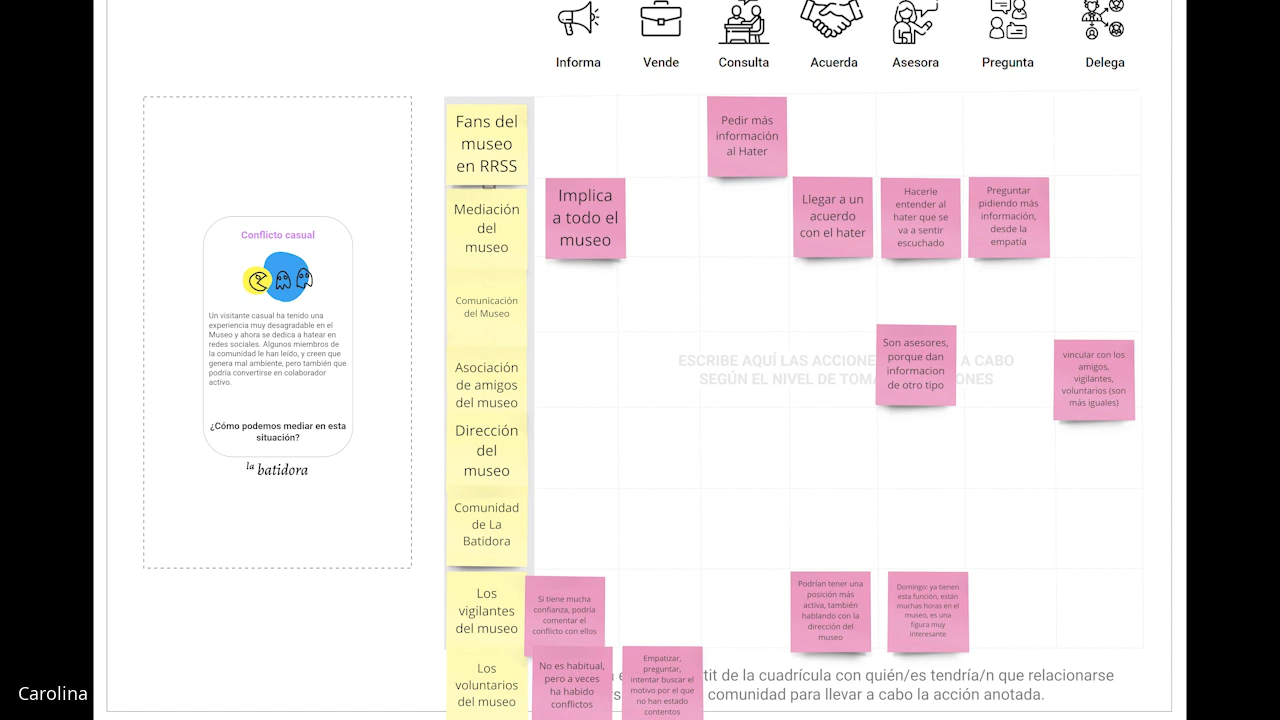 Informa
Vende
Consulta
Acuerda
Asesora
Pregunta
Delega
Conflicto casual
Un visitante casual ha tenido una
experiencia muy desagradable en el
Museo y ahora se dedica a hatear en
redes sociales. Algunos miembros de
la comunidad le han leído, y creen que
genera mal ambiente, pero también que
podría convertirse en colaborador
activo.
¿Cómo podemos mediar en esta
situación?
la batidora
Fans del
museo
en RRSS
Pedir más
información
al Hater
Mediación
del
museo
Implica
a todo el
museo
Llegar a un
acuerdo
con el hater
Hacerle
entender al
hater que se
va a sentir
escuchado
Preguntar
pidiendo más
información,
desde la
empatía
Comunicación
del Museo
ESCRIBE AQUÍ LAS ACCIONE A CABO
SEGÚN EL NIVEL DE TOMA IONES
Son asesores,
porque dan
informacion
de otro tipo
Asociación
de amigos
del museo
vincular con los
amigos,
vigilantes,
voluntarios (son
más iguales)
Dirección
del
museo
Comunidad
de La
Batidora
Los
vigilantes
del museo
Si tiene mucha
confianza, podría
comentar el
conflicto con ellos
Podrían tener una
posición más
activa, también
hablando con la
dirección del
museo
Domingo: ya tienen
esta función, están
muchas horas en el
museo, es una
figura muy
interesante
Los
voluntarios
del museo
No es habitual,
pero a veces
ha habido
conflictos
Empatizar,
preguntar,
intentar buscar el
motivo por el que
no han estado
contentos
tit de la cuadrícula con quién/es tendría/n que relacionarse
comunidad para llevar a cabo la acción anotada.
Carolina